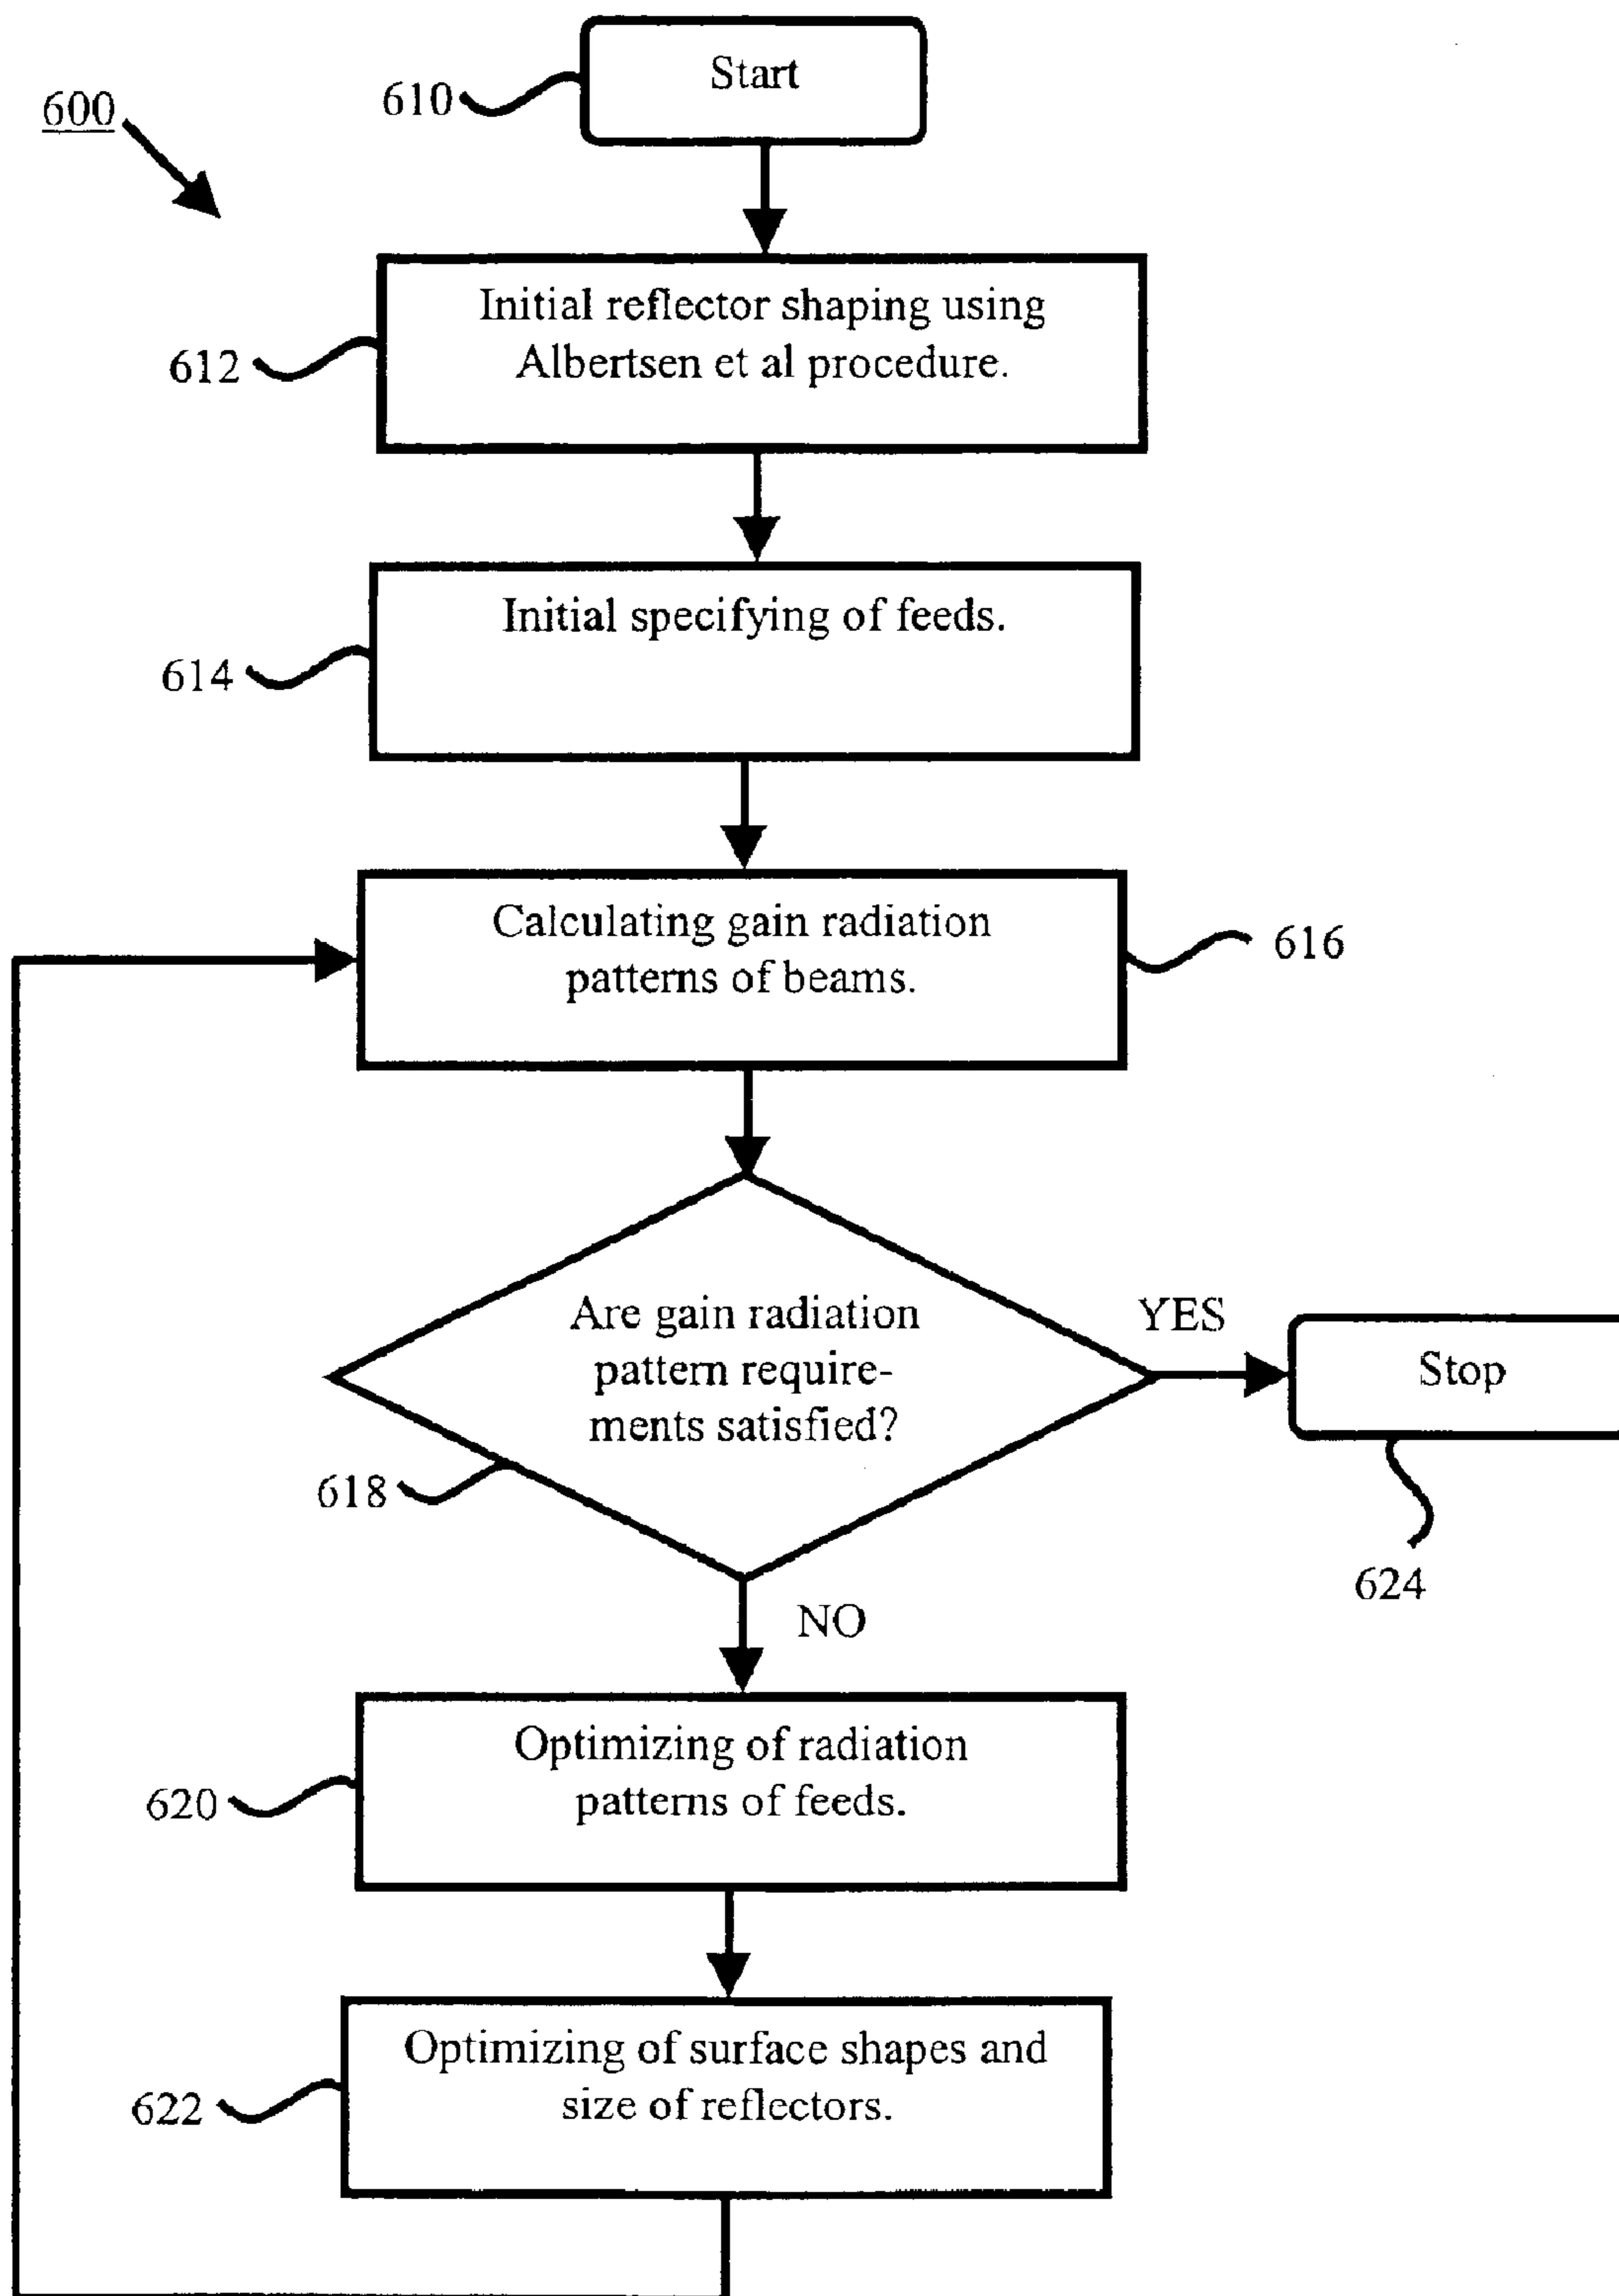 600
610
Start
612
Initial reflector shaping using
Albertsen et al procedure.
614
Initial specifying of feeds.
Calculating gain radiation
patterns of beams.
616
Are gain radiation
pattern require-
ments satisfied?
618
YES
Stop
624
NO
620
Optimizing of radiation
patterns of feeds.
622
Optimizing of surface shapes and
size of reflectors.